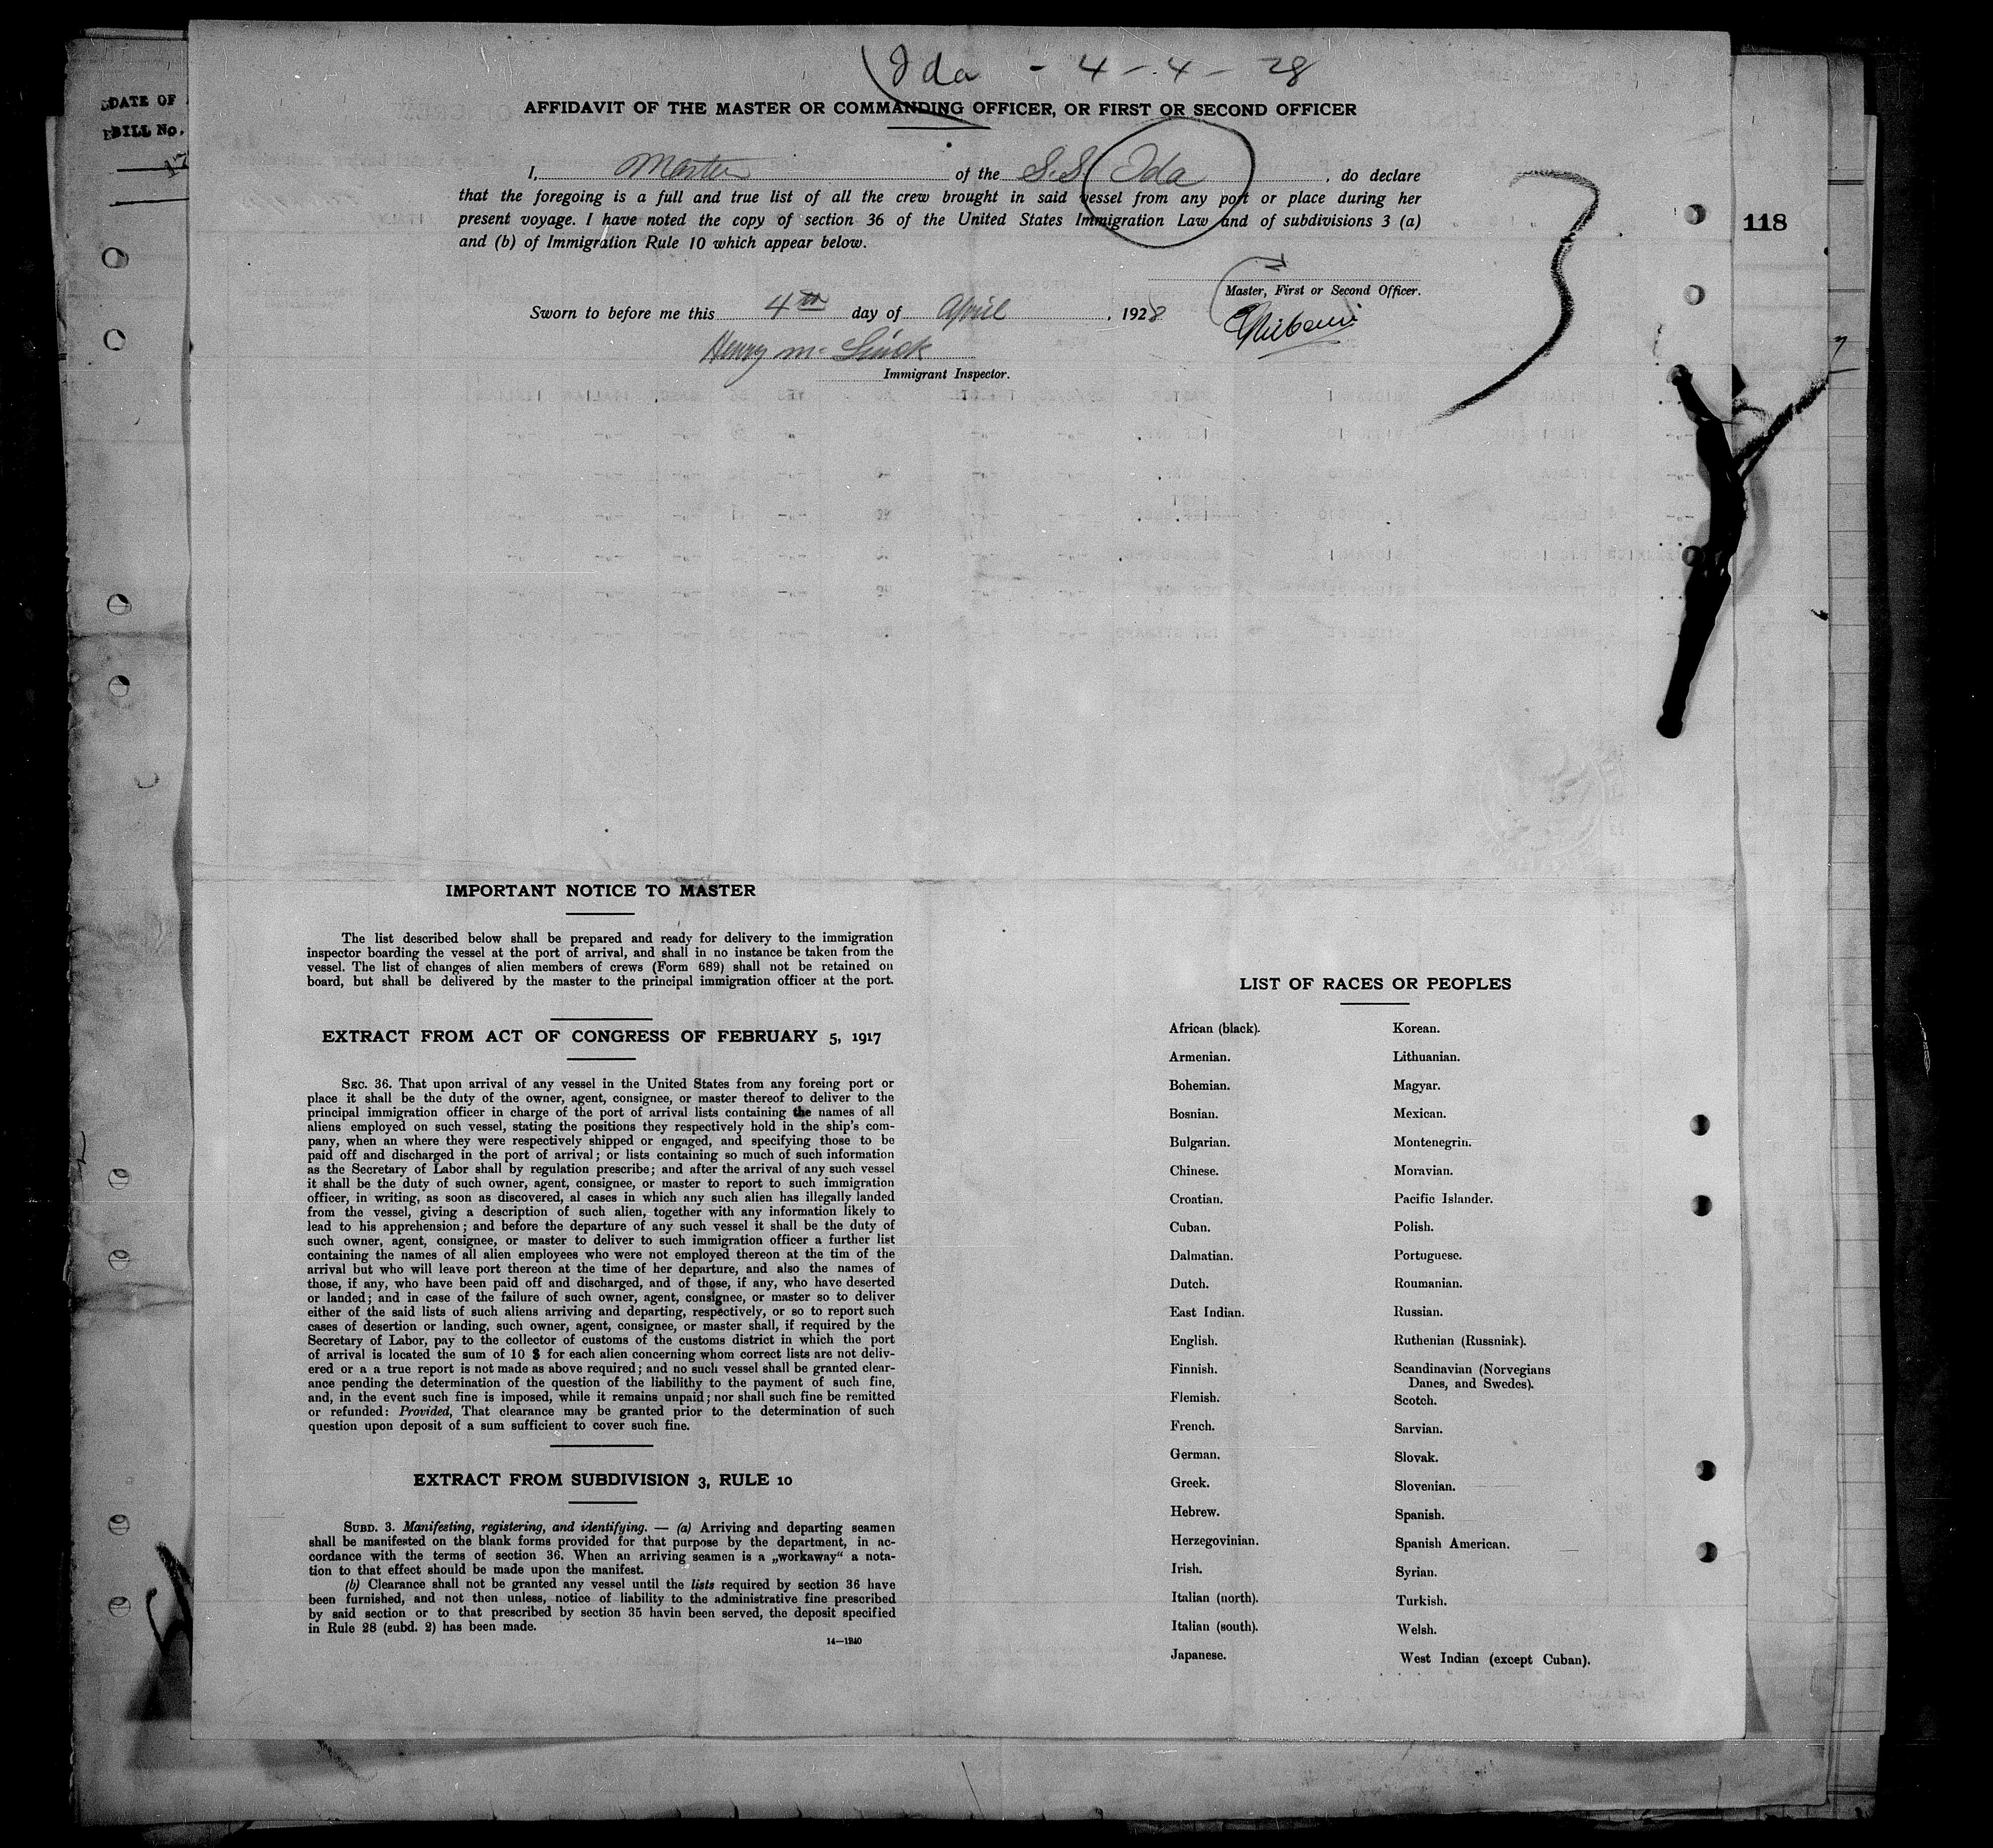 Ida - 4 - 4 - 28
AFFIDAVIT OF THE MASTER OR COMMANDING OFFICER, OR FIRST OR SECOND OFFICER
I, Master of the S.S. Ida , do declare
that the foregoing is a full and true list of all the crew brought in said vessel from any port or place during her
present voyage. I have noted the copy of section 36 of the United States Immigration Law and of subdivisions 3 (a)
and (b) of Immigration Rule 10 which appear below.
3
118
DATE OF
BILL No.
Master, First or Second Officer.
Sworn to before me this 4th day of April , 1928
Henry
Immigrant Inspector.
IMPORTANT NOTICE TO MASTER
The list described below shall be prepared and ready for delivery to the immigration
inspector boarding the vessel at the port of arrival, and shall in no instance be taken from the
vessel. The list of changes of alien members of crews (Form 689) shall not be retained on
board, but shall be delivered by the master to the principal immigration officer at the port.
EXTRACT FROM ACT OF CONGRESS OF FEBRUARY 5, 1917
SEC. 36. That upon arrival of any vessel in the United States from any foreing port or
place it shall be the duty of the owner, agent, consignee, or master thereof to deliver to the
principal immigration officer in charge of the port of arrival lists containing the names of all
aliens employed on such vessel, stating the positions they respectively hold in the ship's com-
pany, when an where they were respectively shipped or engaged, and specifying those to be
paid off and discharged in the port of arrival; or lists containing so much of such information
as the Secretary of Labor shall by regulation prescribe; and after the arrival of any such vessel
it shall be the duty of such owner, agent, consignee, or master to report to such immigration
officer, in writing, as soon as discovered, al cases in which any such alien has illegally landed
from the vessel, giving a description of such alien, together with any information likely to
lead to his apprehension; and before the departure of any such vessel it shall be the duty of
such owner, agent, consignee, or master to deliver to such immigration officer a further list
containing the names of all alien employees who were not employed thereon at the tim of the
arrival but who will leave port thereon at the time of her departure, and also the names of
those, if any, who have been paid off and discharged, and of those, if any, who have deserted
or landed; and in case of the failure of such owner, agent, consignee, or master so to deliver
either of the said lists of such aliens arriving and departing, respectively, or so to report such
cases of desertion or landing, such owner, agent, consignee, or master shall, if required by the
Secretary of Labor, pay to the collector of customs of the customs district in which the port
of arrival is located the sum of 10 $ for each alien concerning whom correct lists are not deliv-
ered or a a true report is not made as above required; and no such vessel shall be granted clear-
ance pending the determination of the question of the liabilithy to the payment of such fine,
and, in the event such fine is imposed, while it remains unpaid; nor shall such fine be remitted
or refunded: Provided, That clearance may be granted prior to the determination of such
question upon deposit of a sum sufficient to cover such fine.
EXTRACT FROM SUBDIVISION 3, RULE 10
SUBD. 3. Manifesting, registering, and identifying. — (a) Arriving and departing seamen
shall be manifested on the blank forms provided for that purpose by the department, in ac-
cordance with the terms of section 36. When an arriving seamen is a „workaway“ a nota-
tion to that effect should be made upon the manifest.
(b) Clearance shall not be granted any vessel until the lists required by section 36 have
been furnished, and not then unless, notice of liability to the administrative fine prescribed
by said section or to that prescribed by section 35 havin been served, the deposit specified
in Rule 28 (subd. 2) has been made.
14—1240
LIST OF RACES OR PEOPLES
African (black).
Armenian.
Bohemian.
Bosnian.
Bulgarian.
Chinese.
Croatian.
Cuban.
Dalmatian.
Dutch.
East Indian.
English.
Finnish.
Flemish.
French.
German.
Greek.
Hebrew.
Herzegovinian.
Irish.
Italian (north).
Italian (south).
Japanese.
Korean.
Lithuanian.
Magyar.
Mexican.
Montenegrin.
Moravian.
Pacific Islander.
Polish.
Portuguese.
Roumanian.
Russian.
Ruthenian (Russniak).
Scandinavian (Norvegians
Danes, and Swedes).
Scotch.
Sarvian.
Slovak.
Slovenian.
Spanish.
Spanish American.
Syrian.
Turkish.
Welsh.
West Indian (except Cuban).